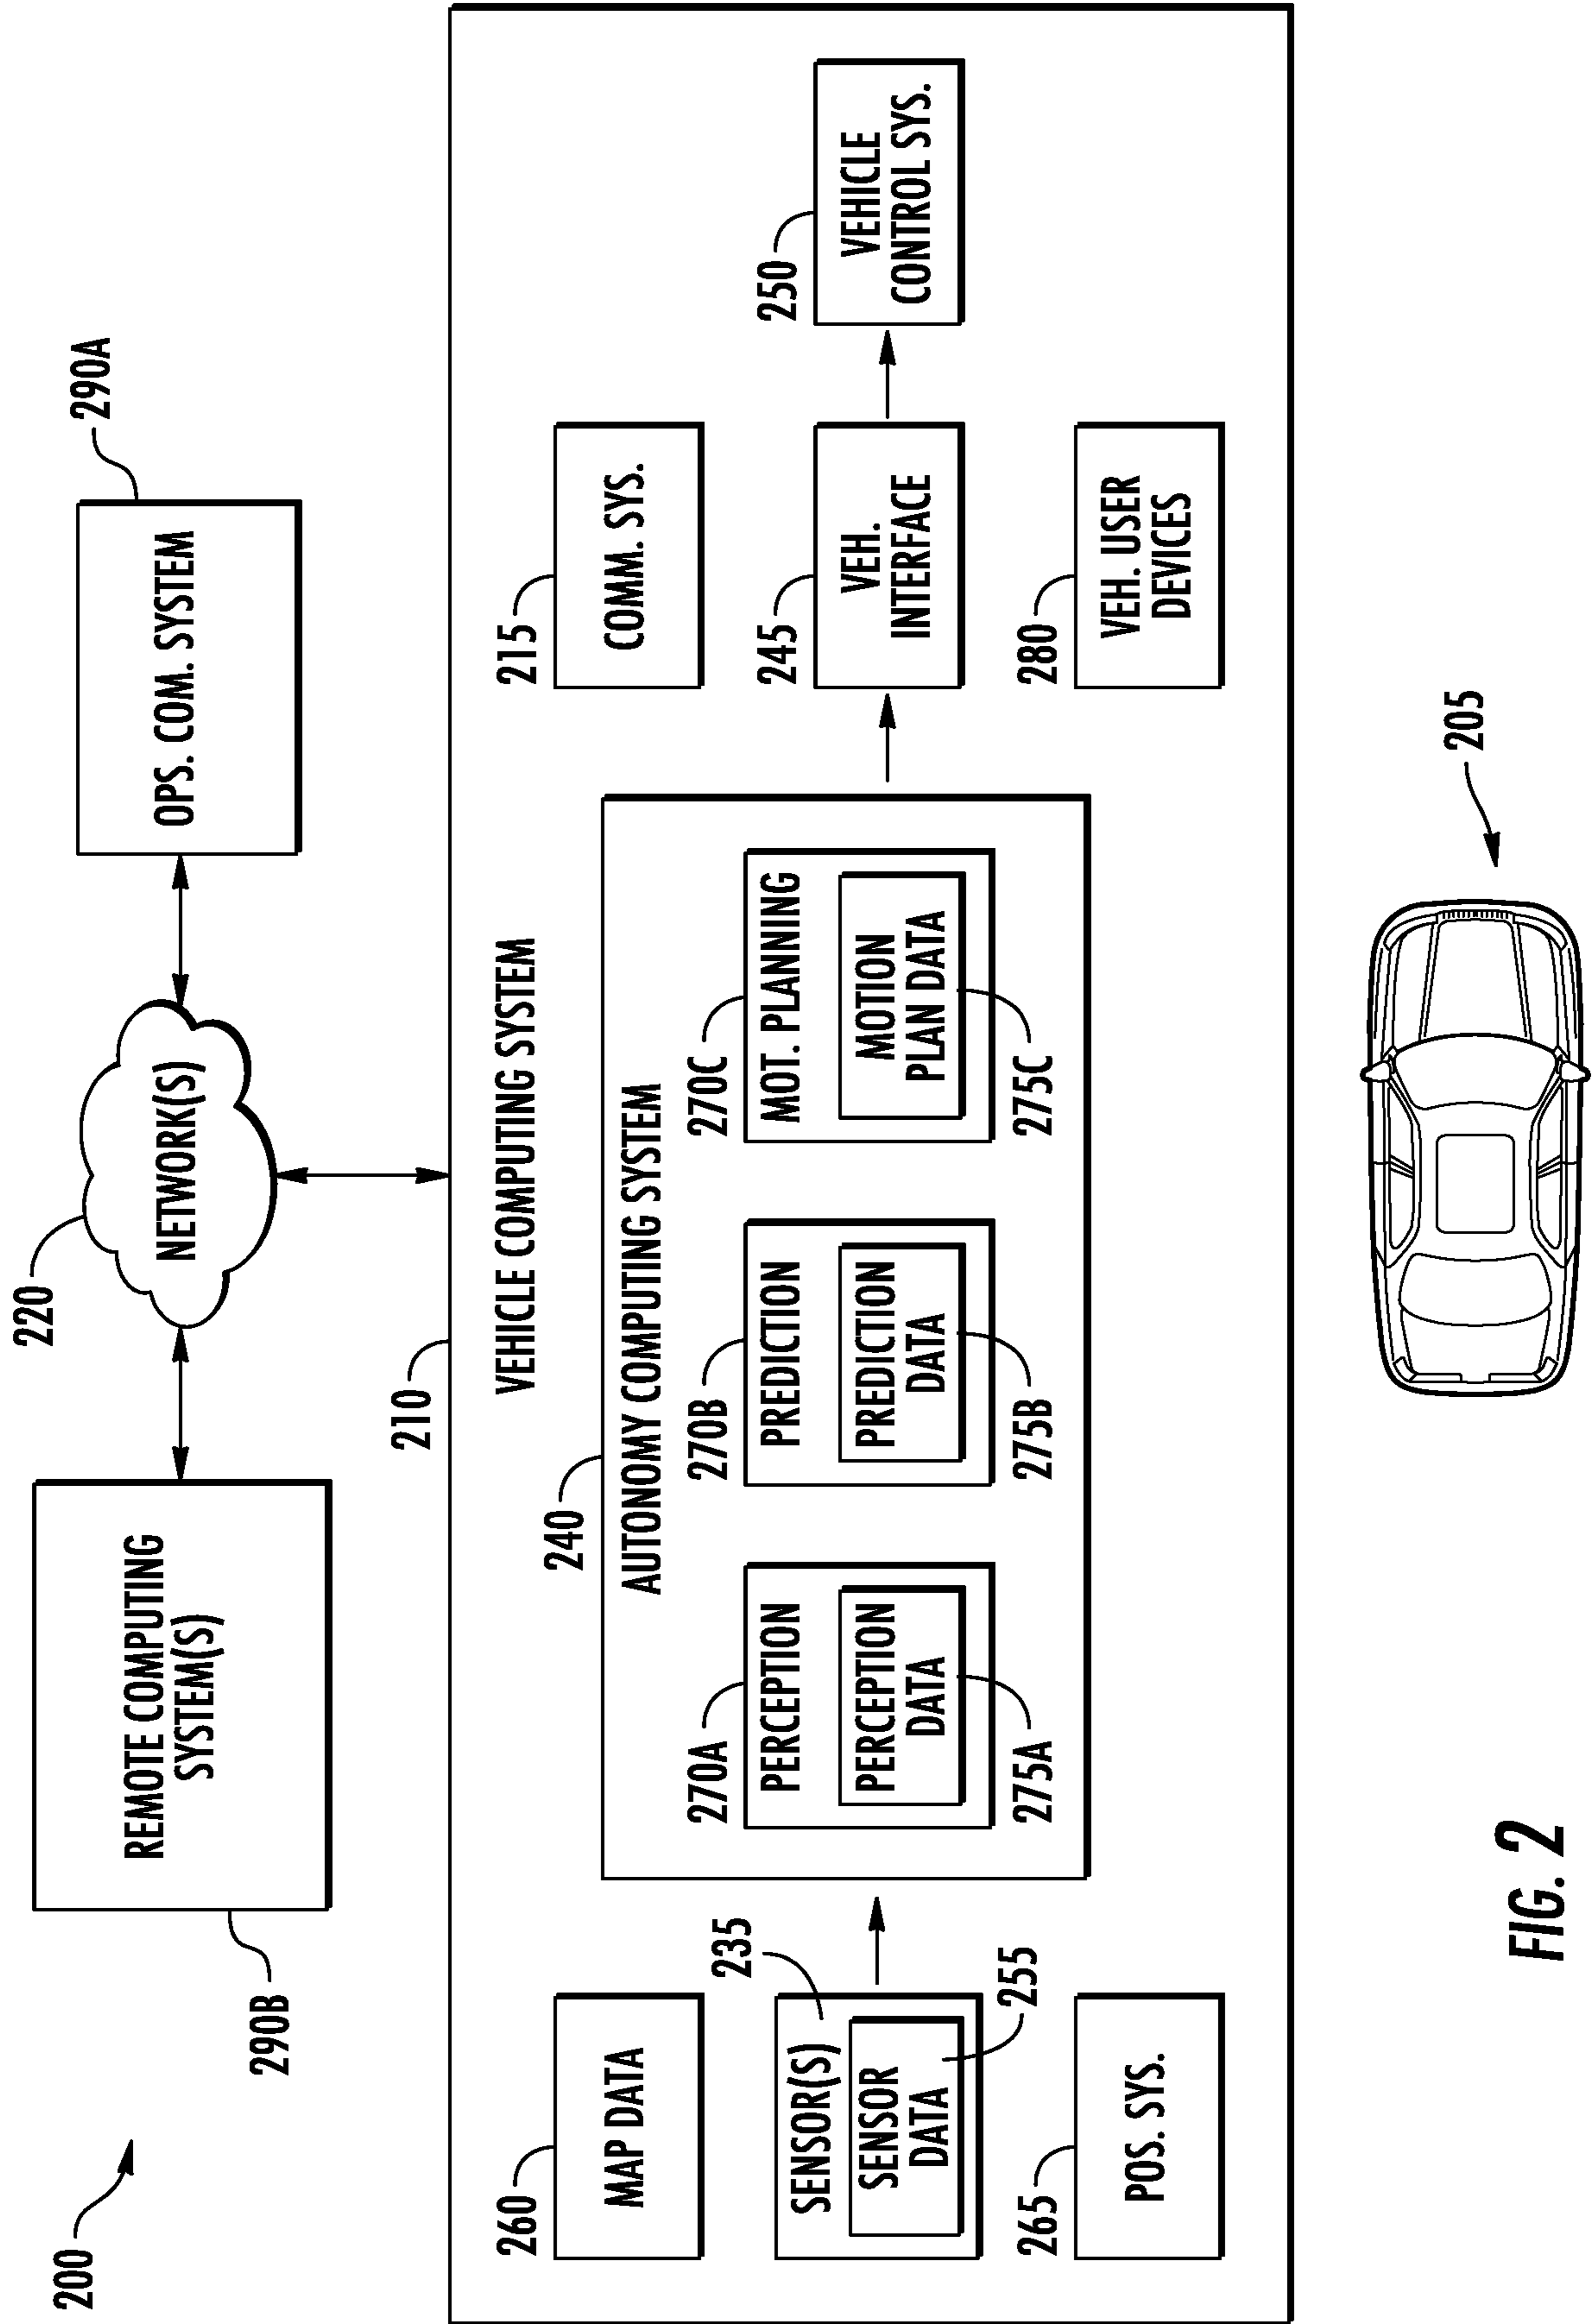 200
290B
REMOTE COMPUTING
SYSTEM(S)
220
NETWORK(S)
OPS. COM. SYSTEM
290A
210
VEHICLE COMPUTING SYSTEM
260
MAP DATA
235
SENSOR(S)
SENSOR
DATA
255
265
POS. SYS.
240
AUTONOMY COMPUTING SYSTEM
270A
PERCEPTION
PERCEPTION
DATA
275A
270B
PREDICTION
PREDICTION
DATA
275B
270C
MOT. PLANNING
MOTION
PLAN DATA
275C
215
COMM. SYS.
245
VEH.
INTERFACE
280
VEH. USER
DEVICES
250
VEHICLE
CONTROL SYS.
205
FIG. 2